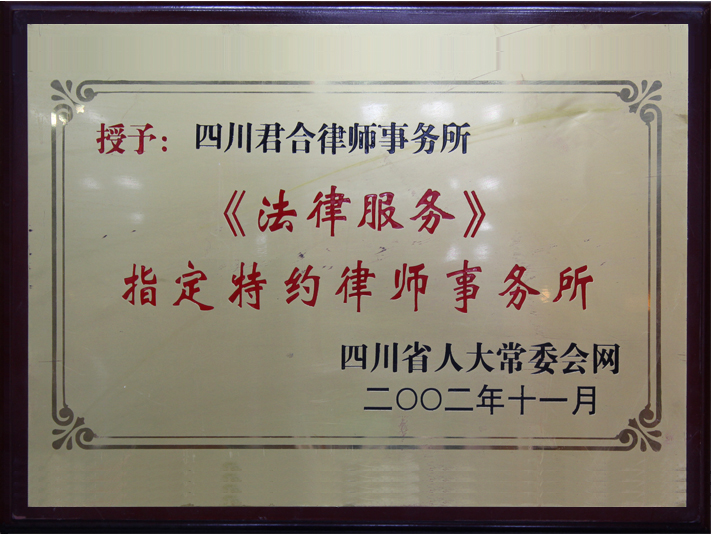 授予：四川君合律师事务所
《法律服务》
指定特约律师事务所
四川省人大常委会网
二〇〇二年十一月